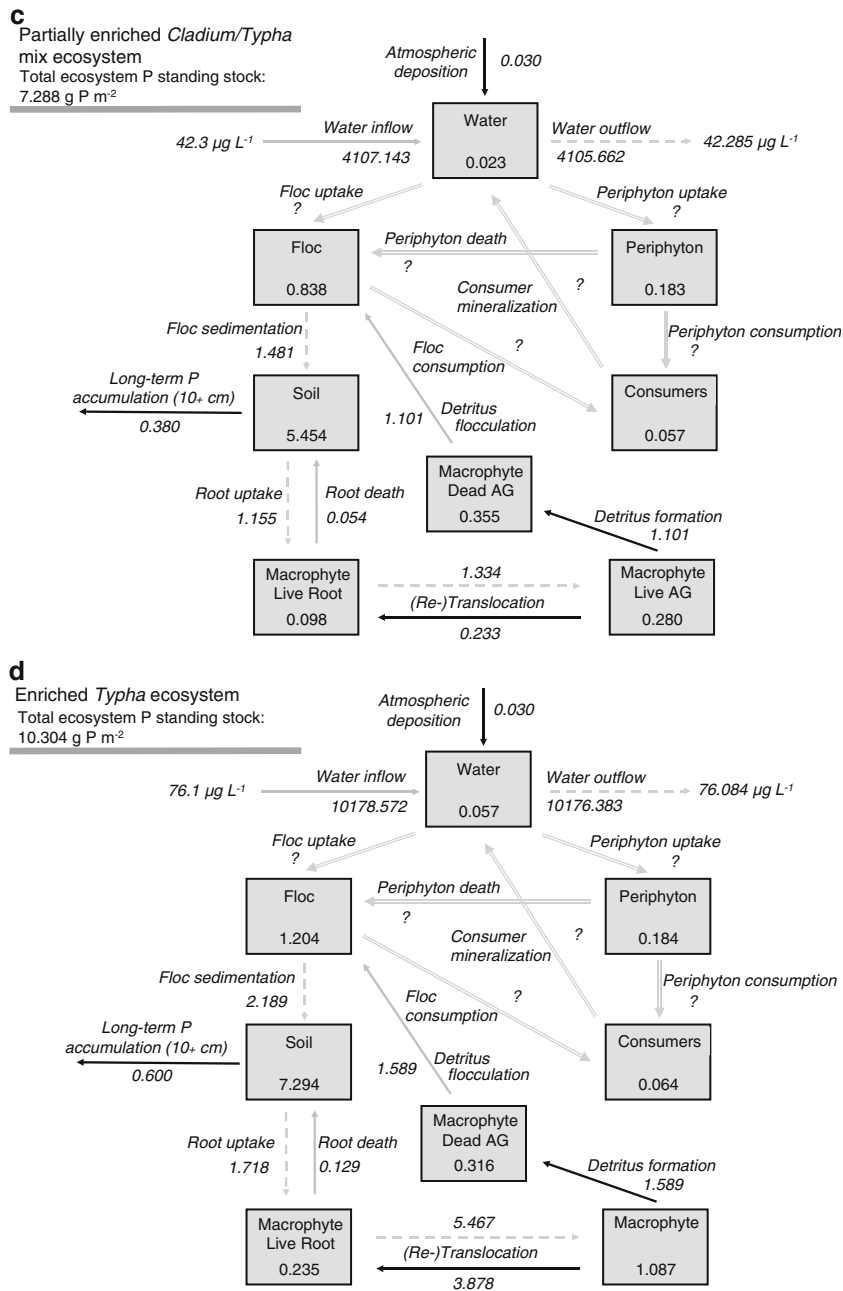 c
Partially enriched Cladium/Typha
mix ecosystem
Total ecosystem P standing stock:
7.288 g P m-2
Atmospheric
deposition
0.030
Water
0.023
42.3 µg L-1
Water inflow
4107.143
Water outflow
4105.662
42.285 µg L-1
Floc uptake
?
Periphyton uptake
?
Floc
0.838
Periphyton death
?
Periphyton
0.183
Consumer
mineralization
?
Floc sedimentation
1.481
Floc
consumption
?
Periphyton consumption
?
Long-term P
accumulation (10+ cm)
0.380
Soil
5.454
1.101
Detritus
flocculation
Consumers
0.057
Root uptake
1.155
Root death
0.054
Macrophyte
Dead AG
0.355
Detritus formation
1.101
Macrophyte
Live Root
0.098
1.334
(Re-)Translocation
0.233
Macrophyte
Live AG
0.280
d
Enriched Typha ecosystem
Total ecosystem P standing stock:
10.304 g P m-2
Atmospheric
deposition
0.030
Water
0.057
76.1 µg L-1
Water inflow
10178.572
Water outflow
10176.383
76.084 µg L-1
Floc uptake
?
Periphyton uptake
?
Floc
1.204
Periphyton death
?
Periphyton
0.184
Consumer
mineralization
?
Floc sedimentation
2.189
Floc
consumption
?
Periphyton consumption
?
Long-term P
accumulation (10+ cm)
0.600
Soil
7.294
1.589
Detritus
flocculation
Consumers
0.064
Root uptake
1.718
Root death
0.129
Macrophyte
Dead AG
0.316
Detritus formation
1.589
Macrophyte
Live Root
0.235
5.467
(Re-)Translocation
3.878
Macrophyte
1.087